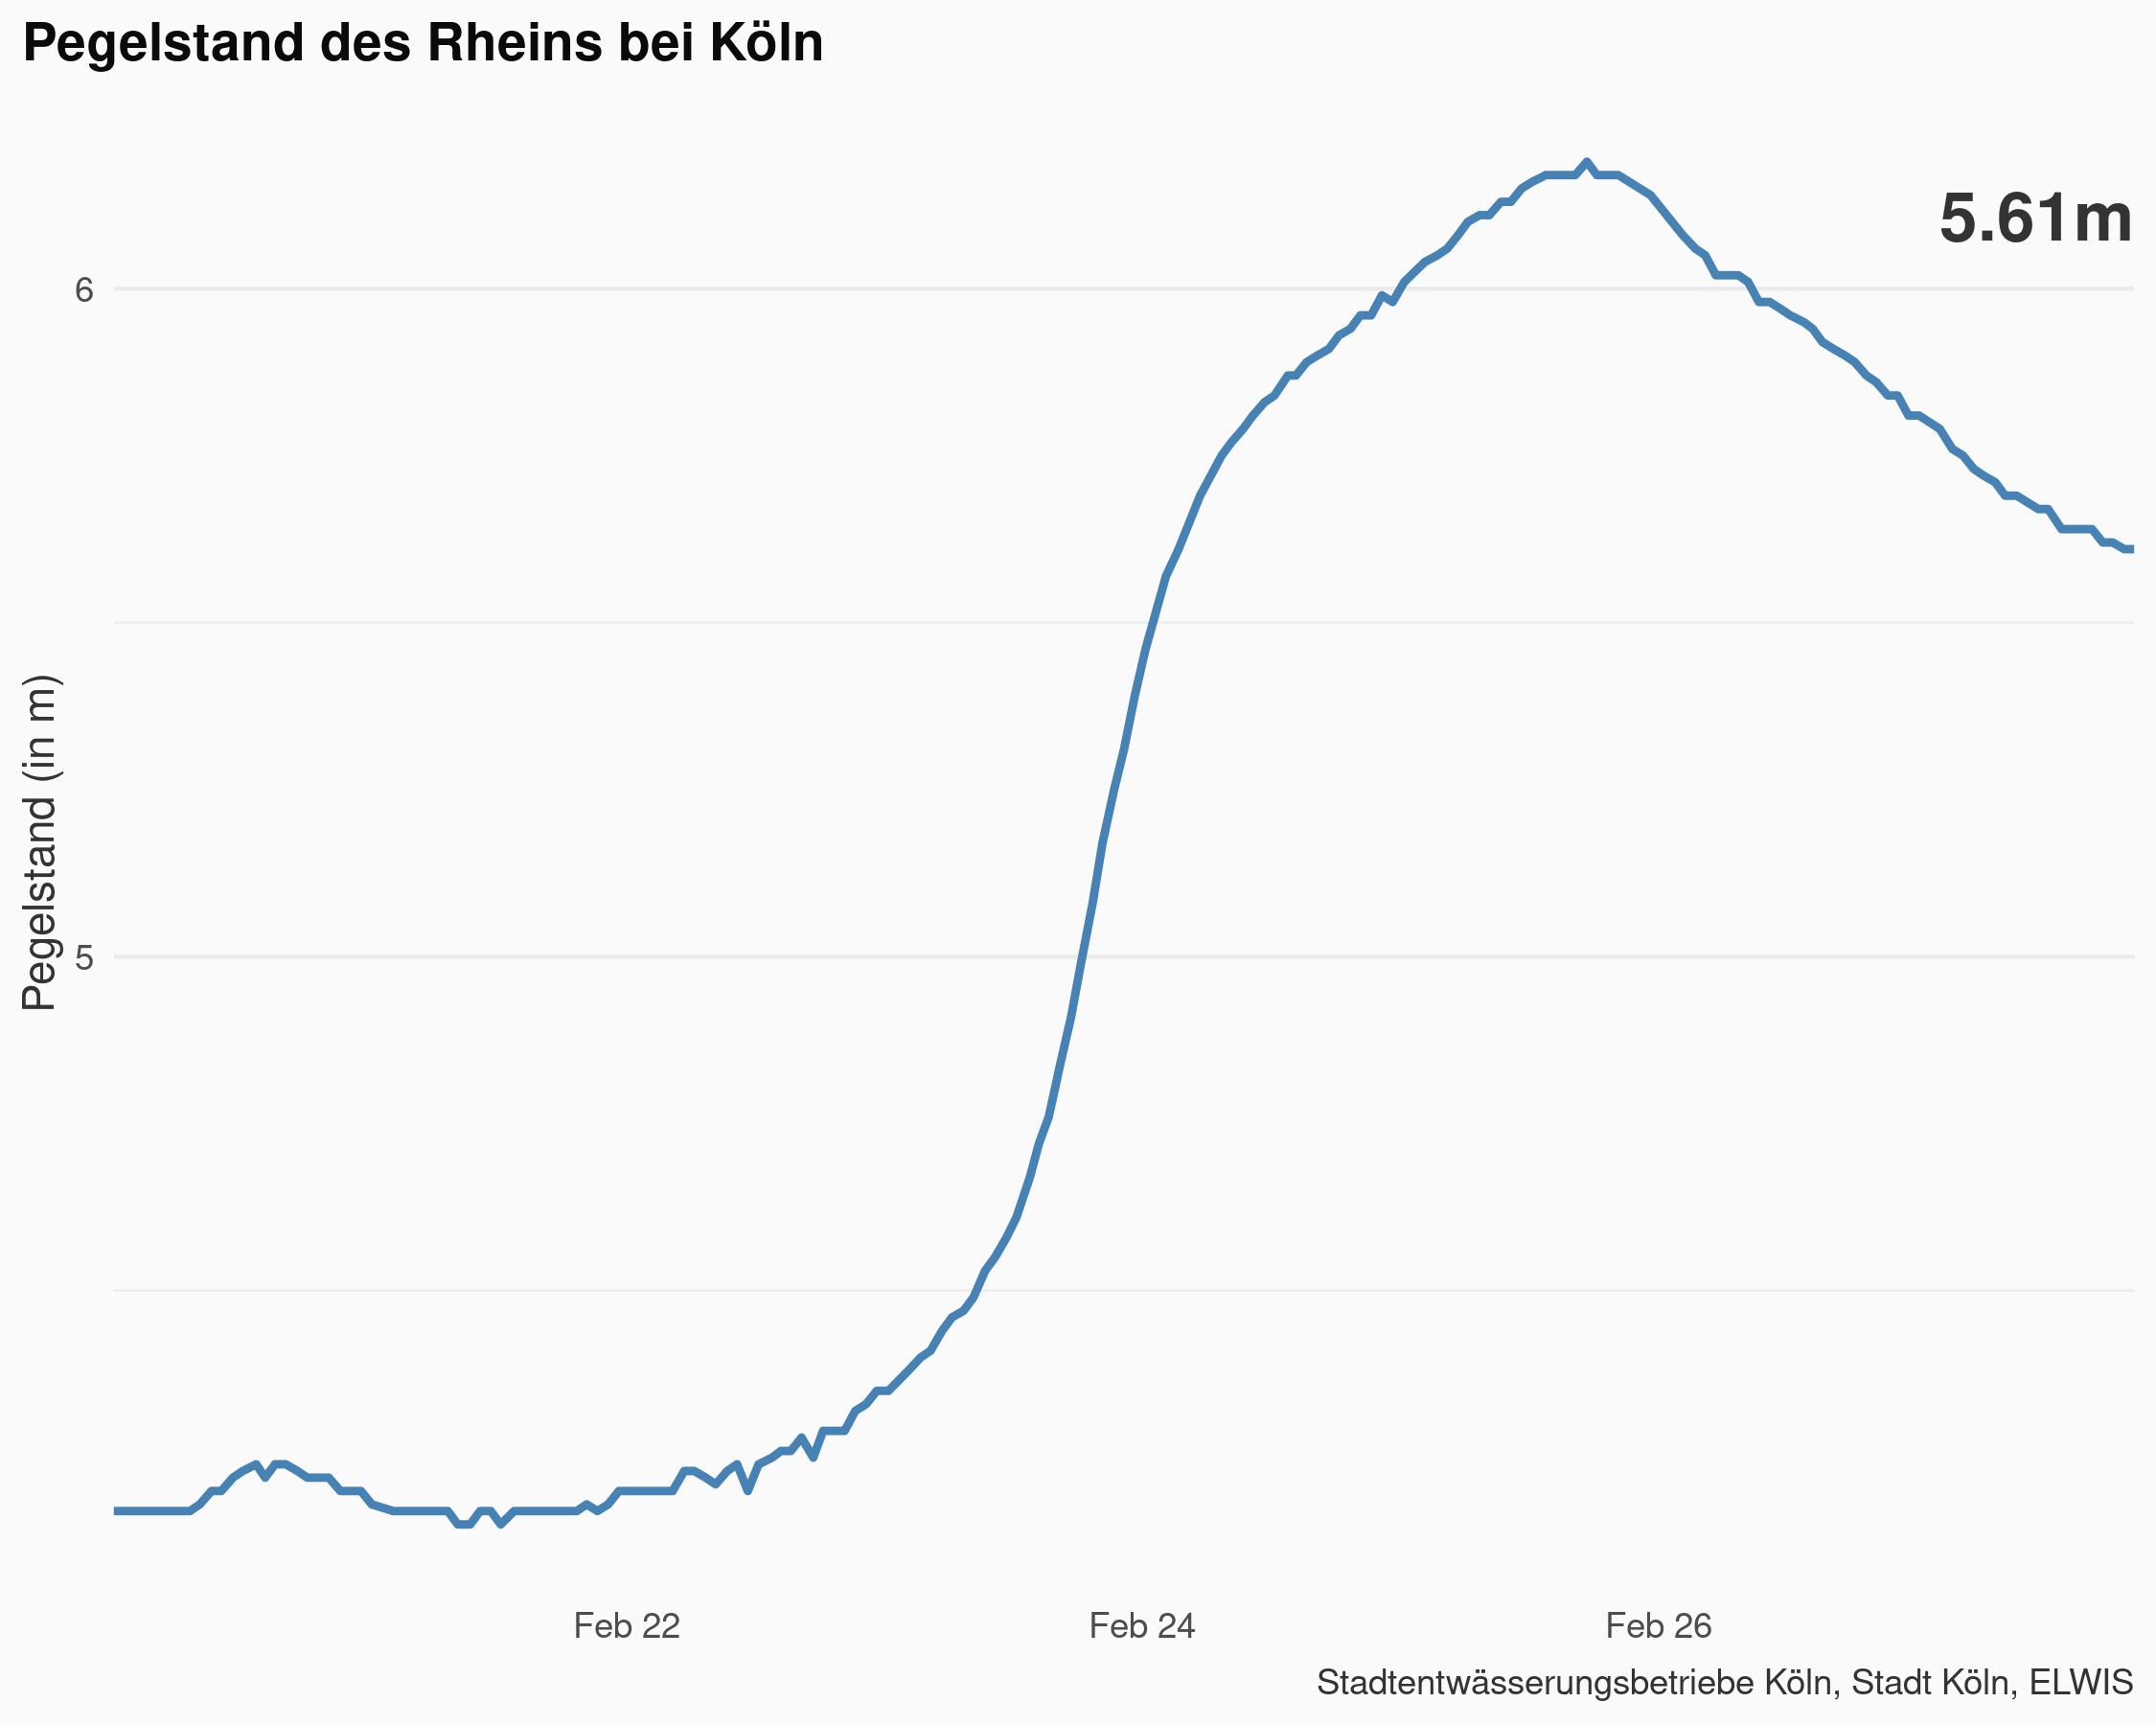 Pegelstand des Rheins bei Köln
5.61m
6
Pegelstand (in m)
5
Feb 22
Feb 24
Feb 26
Stadtentwässerungsbetriebe Köln, Stadt Köln, ELWIS